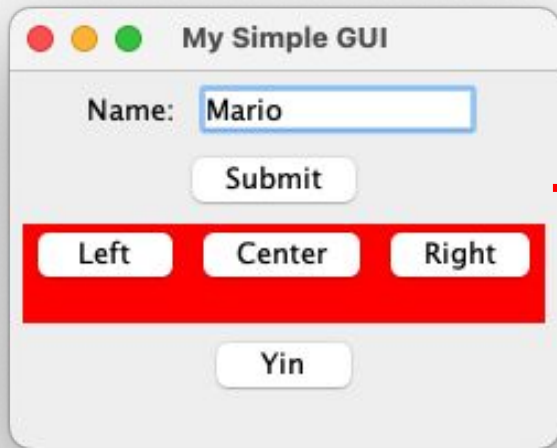 My Simple GUI
Name: Mario
Submit
Left Center Right
Yin